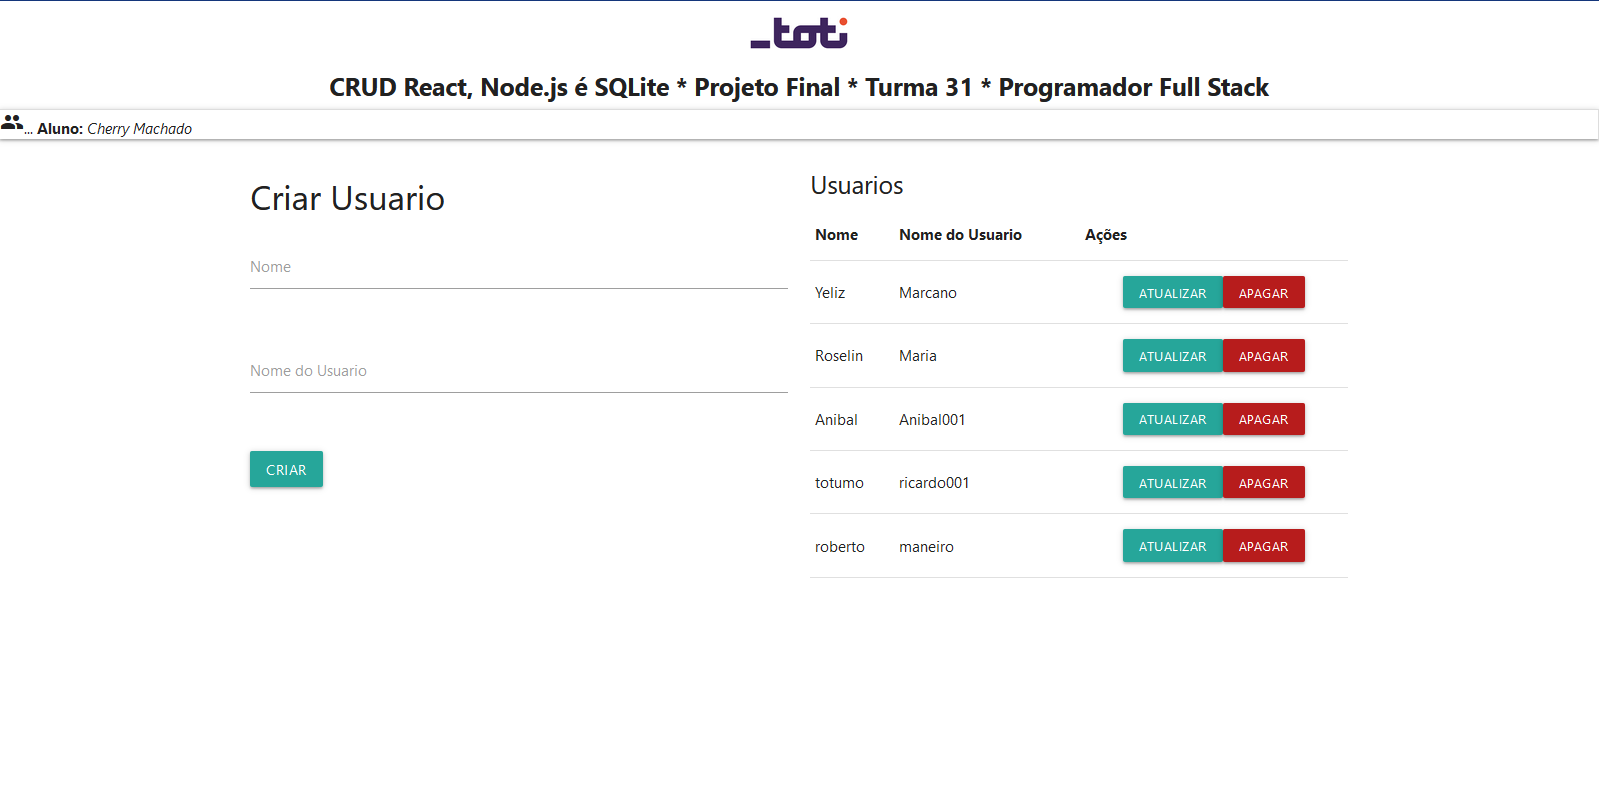 _toti
CRUD React, Node.js é SQLite * Projeto Final * Turma 31 * Programador Full Stack
... Aluno: Cherry Machado
Criar Usuario
Nome
Nome do Usuario
CRIAR
Usuarios
Nome Nome do Usuario Ações
Yeliz Marcano ATUALIZAR APAGAR
Roselin Maria ATUALIZAR APAGAR
Anibal Anibal001 ATUALIZAR APAGAR
totumo ricardo001 ATUALIZAR APAGAR
roberto maneiro ATUALIZAR APAGAR